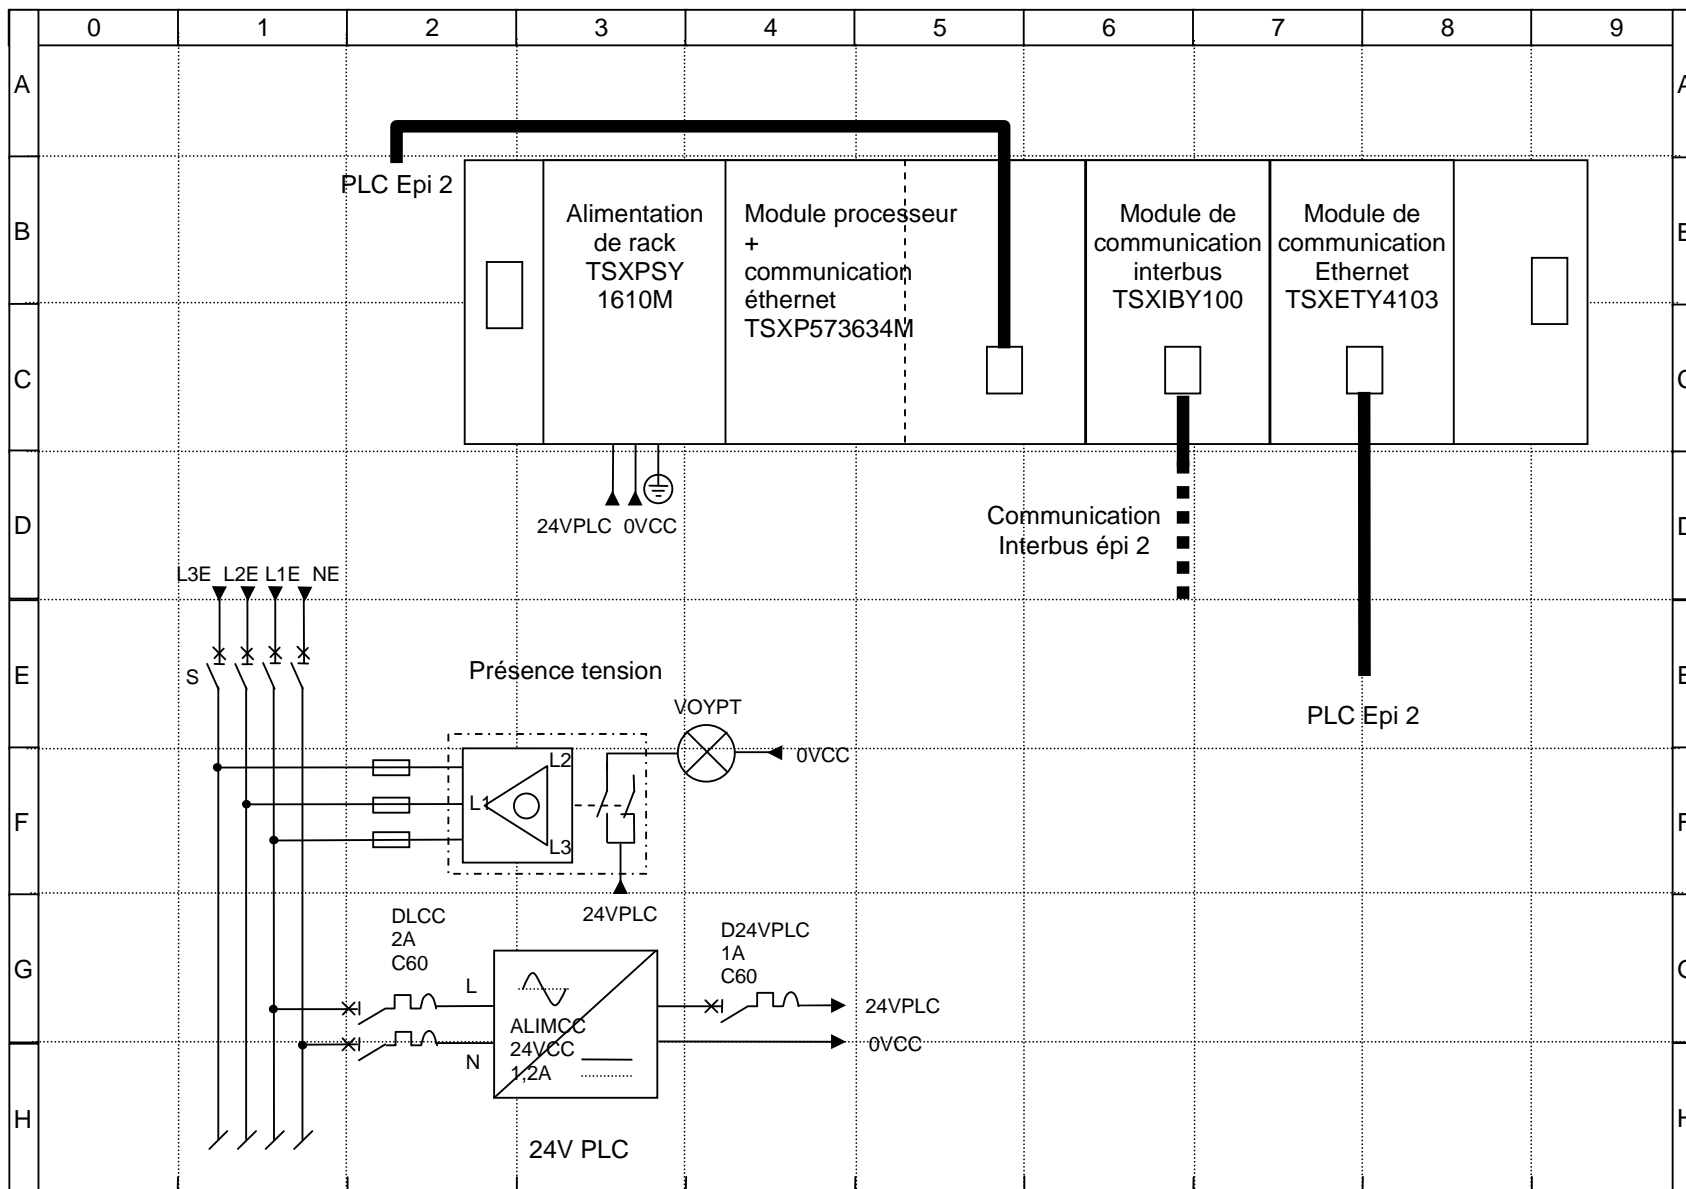 0 1 2 3 4 5 6 7 8 9
A
A
PLC Epi 2
B
Alimentation
de rack
TSXPSY
1610M
Module processeur
+
communication
éthernet
TSXP573634M
Module de
communication
interbus
TSXIBY100
Module de
communication
Ethernet
TSXETY4103
C
24VPLC 0VCC
D
Communication
Interbus épi 2
L3E L2E L1E NE
E
S
Présence tension
VOYPT
0VCC
PLC Epi 2
F
L2
L1
L3
24VPLC
G
DLCC
2A
C60
L
D24VPLC
1A
C60
24VPLC
ALIMCC
24VCC
1,2A
N
0VCC
H
24V PLC